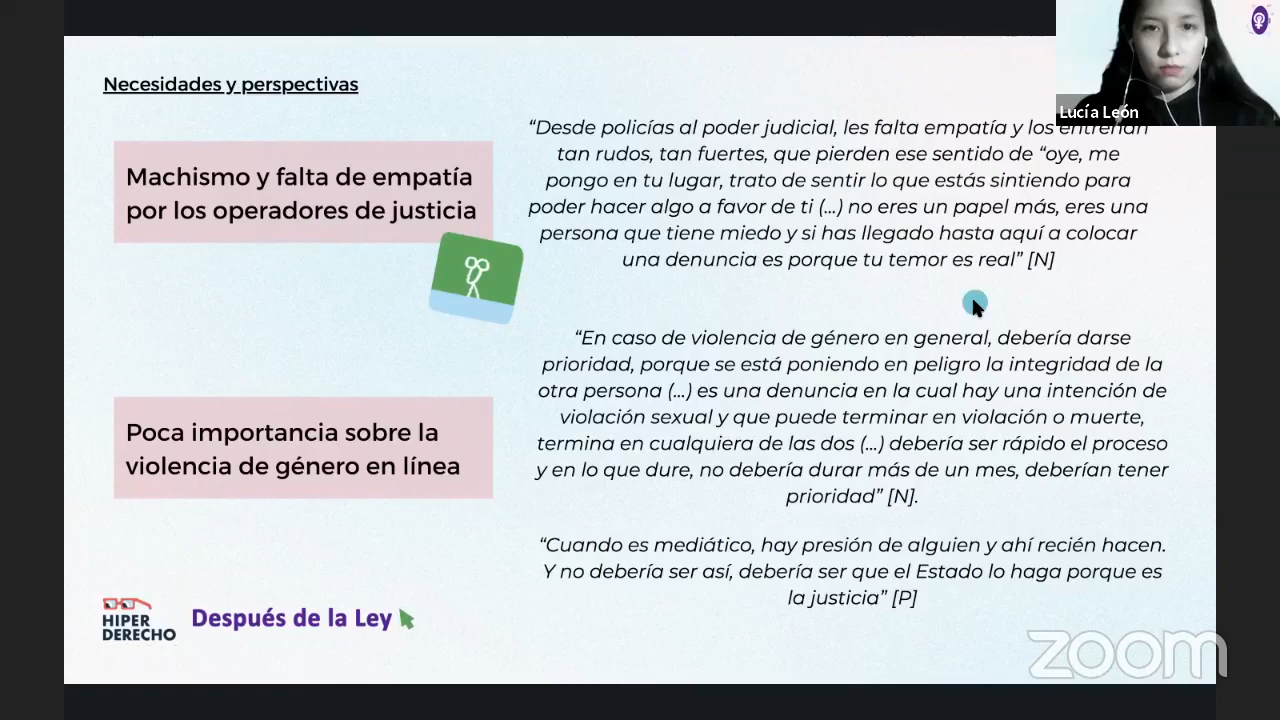 Necesidades y perspectivas
Machismo y falta de empatía
por los operadores de justicia
“Desde policías al poder judicial, les falta empatía y los entrenan
tan rudos, tan fuertes, que pierden ese sentido de “oye, me
pongo en tu lugar, trato de sentir lo que estás sintiendo para
poder hacer algo a favor de ti (...) no eres un papel más, eres una
persona que tiene miedo y si has llegado hasta aquí a colocar
una denuncia es porque tu temor es real” [N]
Poca importancia sobre la
violencia de género en línea
“En caso de violencia de género en general, debería darse
prioridad, porque se está poniendo en peligro la integridad de la
otra persona (...) es una denuncia en la cual hay una intención de
violación sexual y que puede terminar en violación o muerte,
termina en cualquiera de las dos (...) debería ser rápido el proceso
y en lo que dure, no debería durar más de un mes, deberían tener
prioridad” [N].
“Cuando es mediático, hay presión de alguien y ahí recién hacen.
Y no debería ser así, debería ser que el Estado lo haga porque es
la justicia” [P]
HIPER
DERECHO
Después de la Ley
Lucía León
zoom